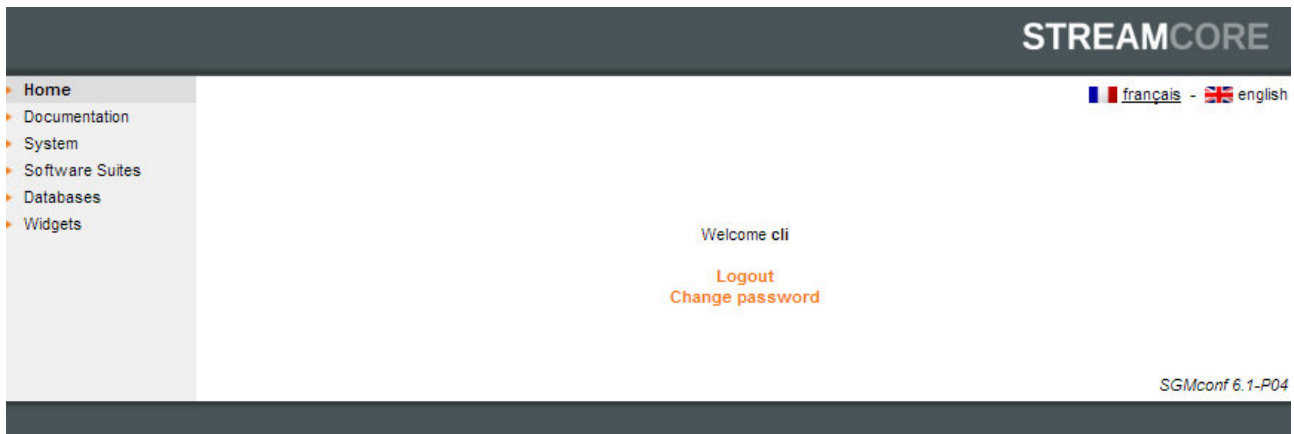 STREAMCORE
Home
Documentation
System
Software Suites
Databases
Widgets
français - english
Welcome cli
Logout
Change password
SGMconf 6.1-P04